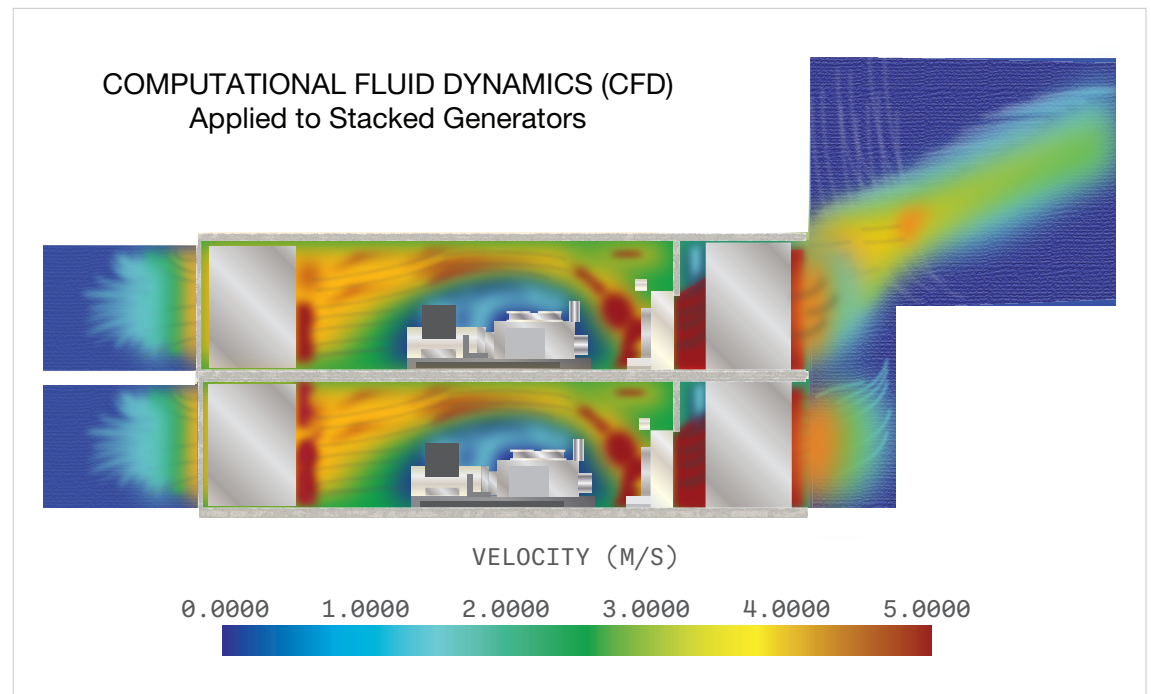 COMPUTATIONAL FLUID DYNAMICS (CFD)
Applied to Stacked Generators
VELOCITY (M/S)
0.0000 1.0000 2.0000 3.0000 4.0000 5.0000